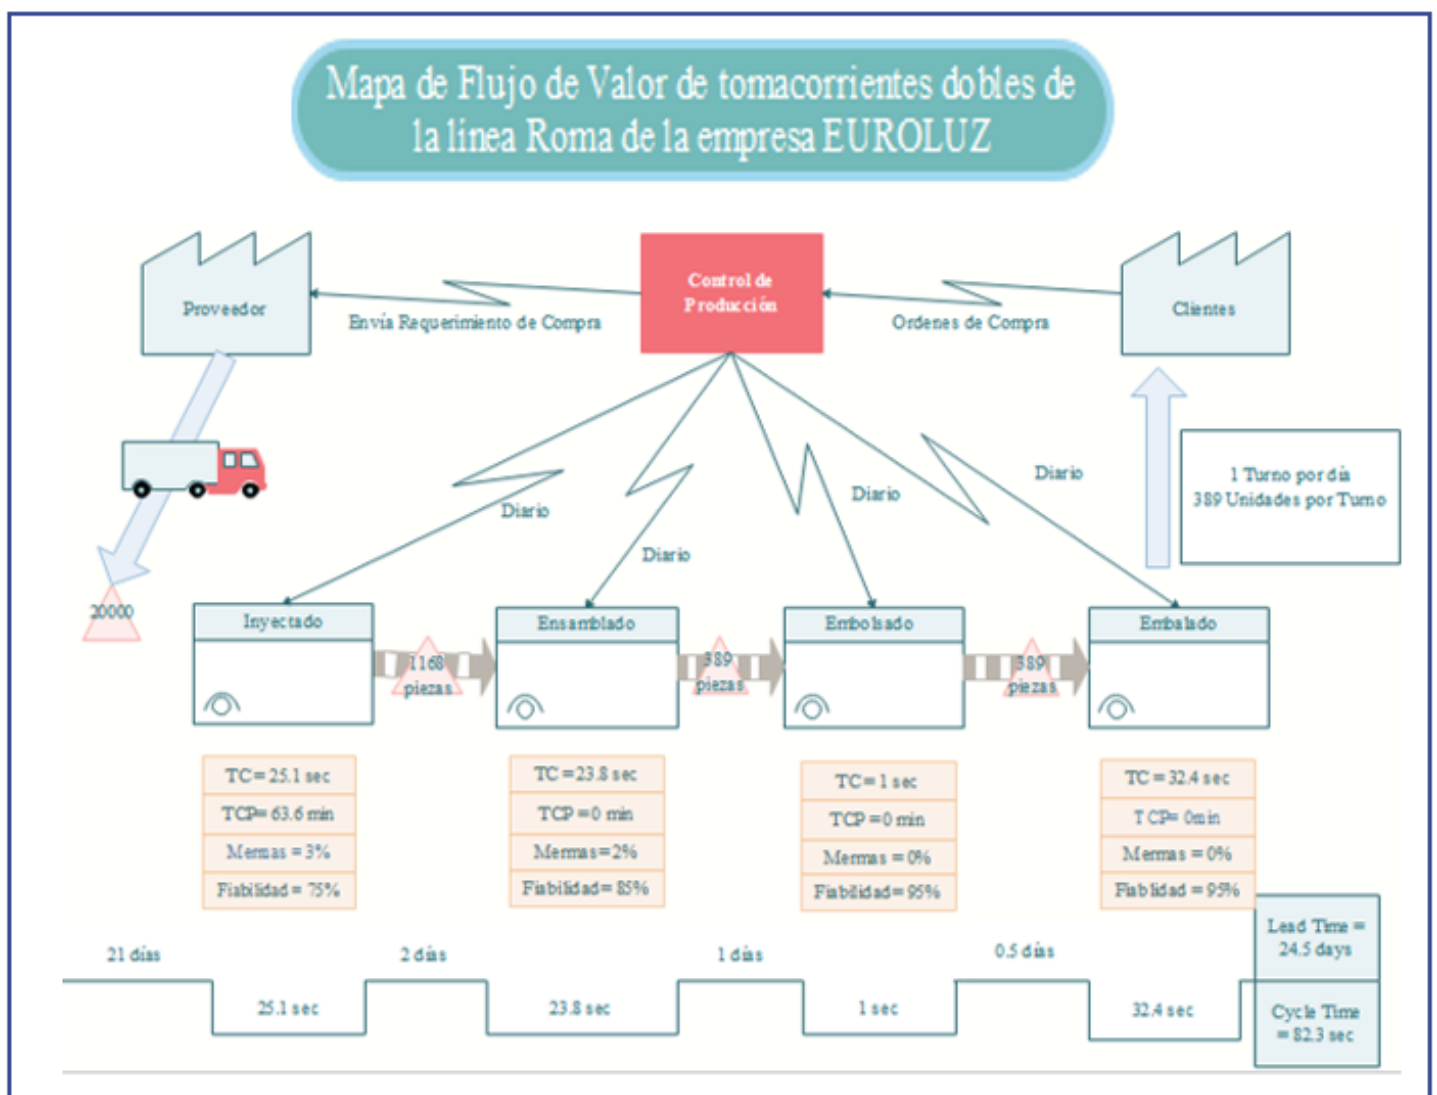 Mapa de Flujo de Valor de tomacorrientes dobles de
la línea Roma de la empresa EUROLUZ
Proveedor
Envía Requerimiento de Compra
Control de
Producción
Ordenes de Compra
Clientes
1 Turno por día
389 Unidades por Turno
Diario
Diario
Diario
Diario
20000
Inyectado
1168
piezas
Ensamblado
389
piezas
Embolsado
389
piezas
Embalado
TC = 25.1 sec
TCP= 63.6 min
Mermas = 3%
Fiabilidad = 75%
TC =23.8 sec
TCP =0 min
Mermas=2%
Fiabilidad= 85%
TC = 1 sec
TCP =0 min
Mermas = 0%
Fiabilidad= 95%
TC = 32.4 sec
TCP= 0min
Mermas = 0%
Fiablidad = 95%
21 días
25.1 sec
2 días
23.8 sec
1 días
1 sec
0.5 días
32.4 sec
Lead Time =
24.5 days
Cycle Time
= 82.3 sec